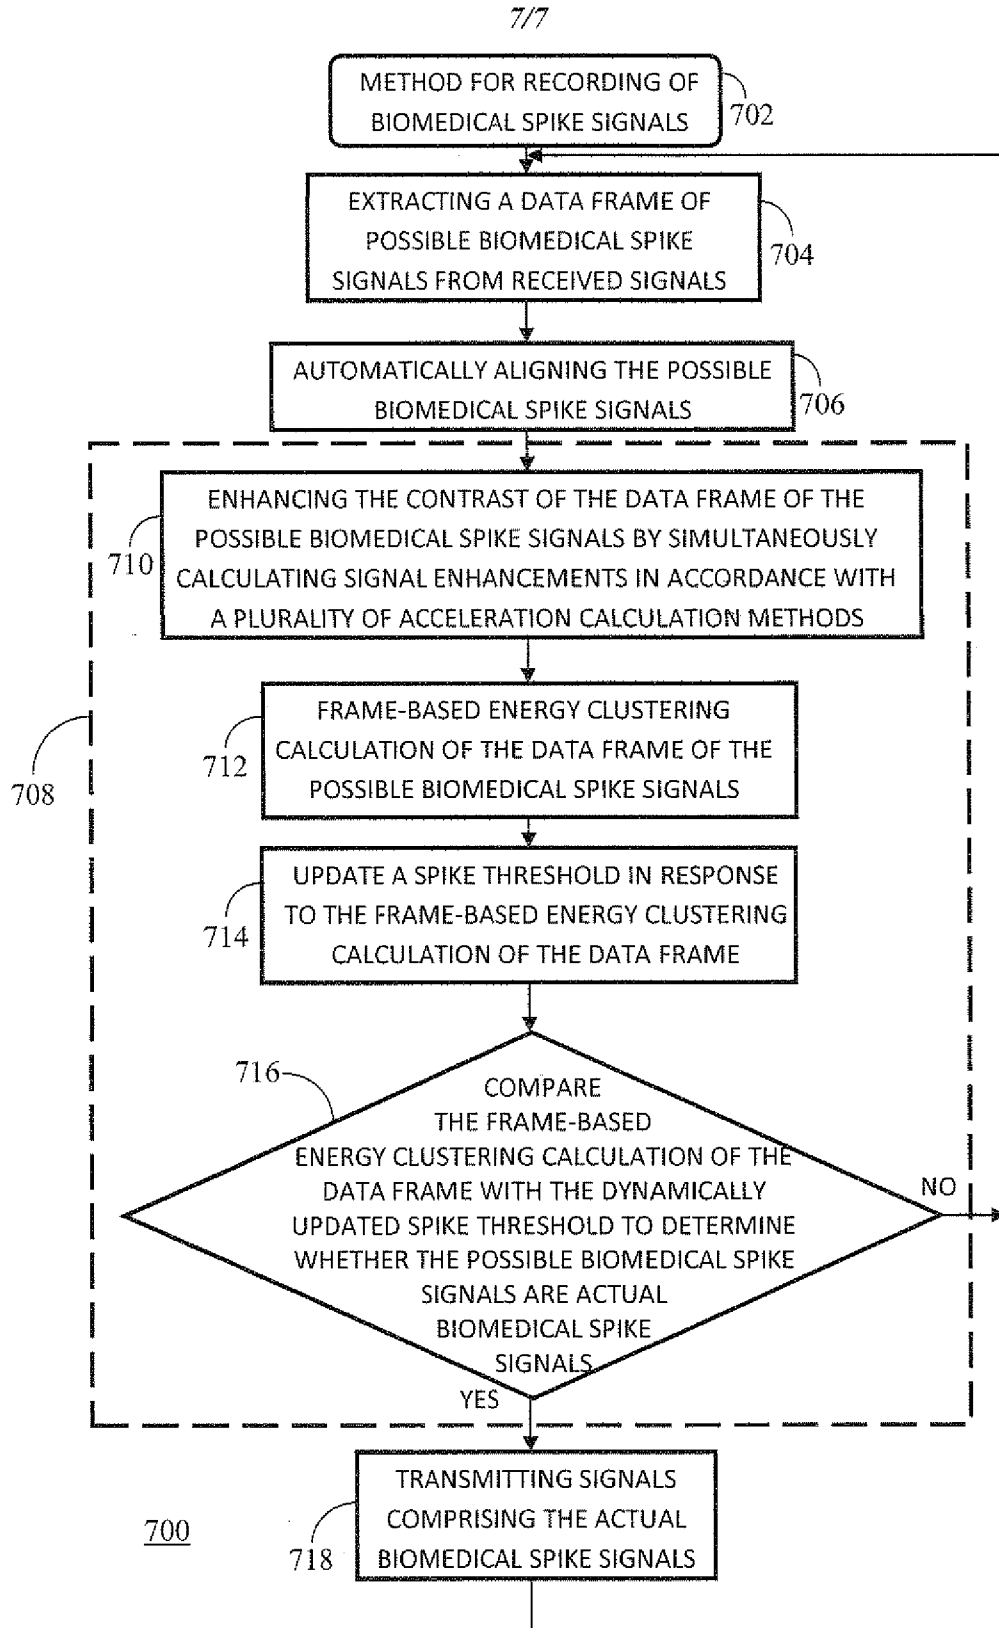 7/7
METHOD FOR RECORDING OF
BIOMEDICAL SPIKE SIGNALS
702
EXTRACTING A DATA FRAME OF
POSSIBLE BIOMEDICAL SPIKE
SIGNALS FROM RECEIVED SIGNALS
704
AUTOMATICALLY ALIGNING THE POSSIBLE
BIOMEDICAL SPIKE SIGNALS
706
ENHANCING THE CONTRAST OF THE DATA FRAME OF THE
POSSIBLE BIOMEDICAL SPIKE SIGNALS BY SIMULTANEOUSLY
CALCULATING SIGNAL ENHANCEMENTS IN ACCORDANCE WITH
A PLURALITY OF ACCELERATION CALCULATION METHODS
710
FRAME-BASED ENERGY CLUSTERING
CALCULATION OF THE DATA FRAME OF THE
POSSIBLE BIOMEDICAL SPIKE SIGNALS
712
708
UPDATE A SPIKE THRESHOLD IN RESPONSE
TO THE FRAME-BASED ENERGY CLUSTERING
CALCULATION OF THE DATA FRAME
714
716
COMPARE
THE FRAME-BASED
ENERGY CLUSTERING CALCULATION OF THE
DATA FRAME WITH THE DYNAMICALLY
UPDATED SPIKE THRESHOLD TO DETERMINE
WHETHER THE POSSIBLE BIOMEDICAL SPIKE
SIGNALS ARE ACTUAL
BIOMEDICAL SPIKE
SIGNALS
NO
YES
TRANSMITTING SIGNALS
COMPRISING THE ACTUAL
BIOMEDICAL SPIKE SIGNALS
718
700